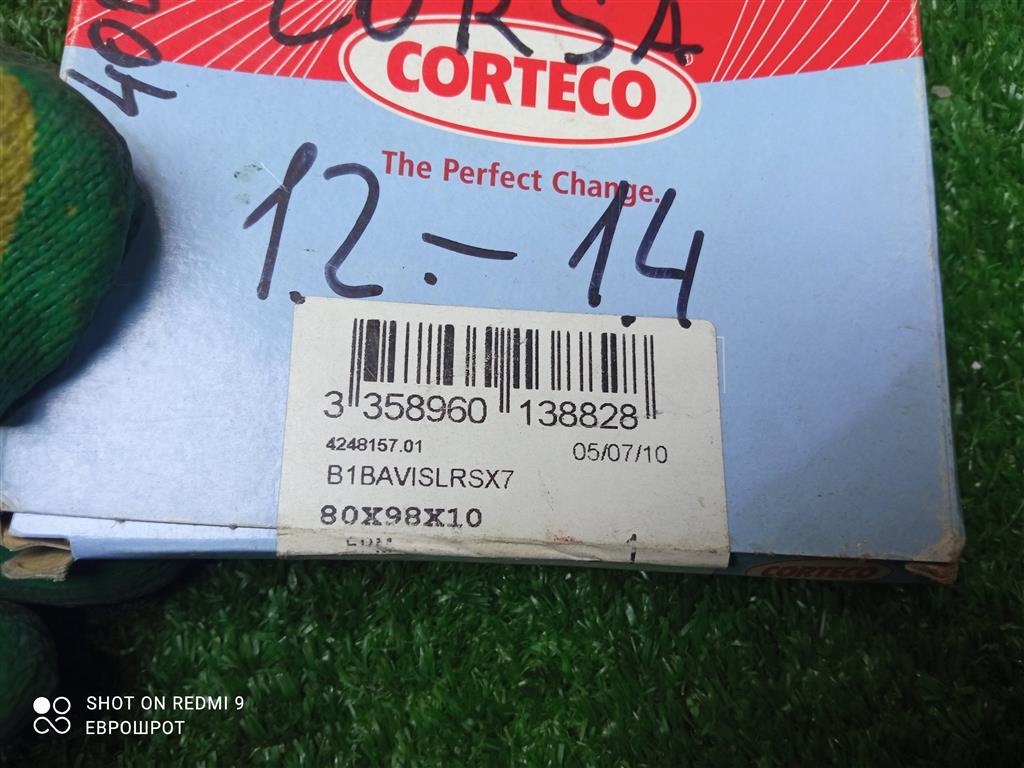 CORSA
CORTECO
The Perfect Change.
1.2.- 1.4
3 358960 138828
4248157.01
05/07/10
B1BAVISLRSX7
80X98X10
1
CORTECO
SHOT ON REDMI 9
ЕВРОШРОТ